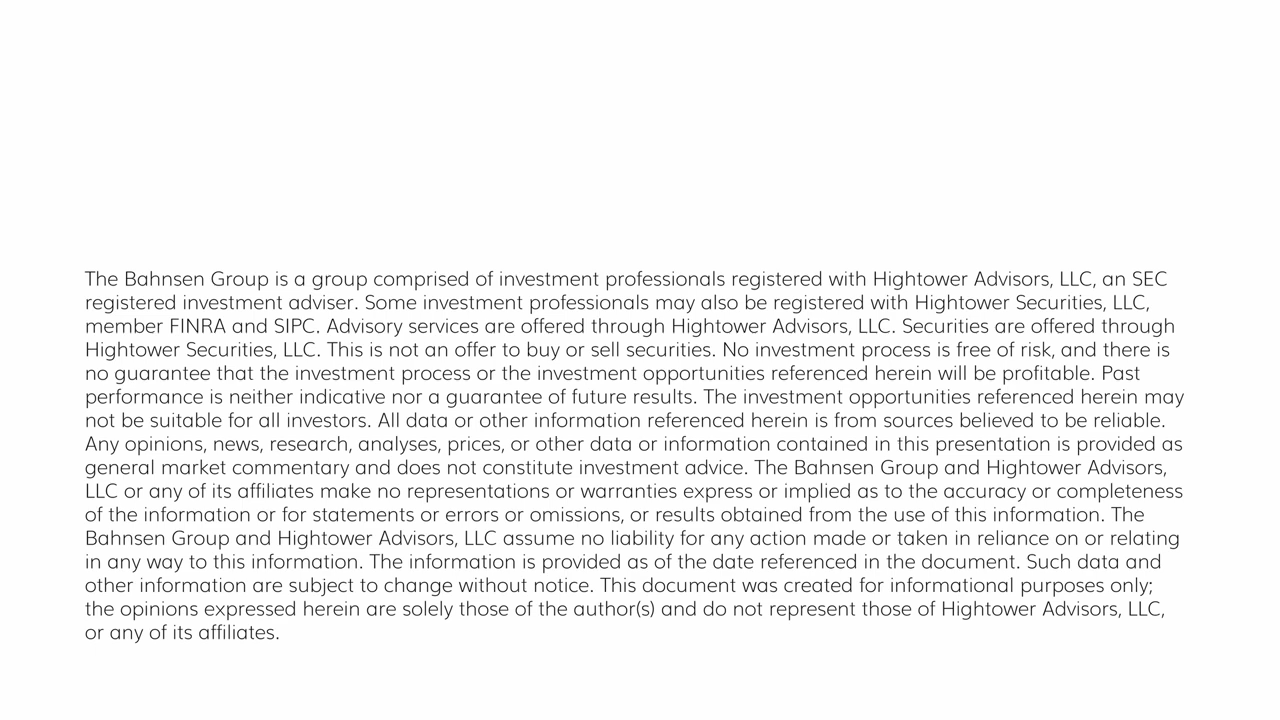 The Bahnsen Group is a group comprised of investment professionals registered with Hightower Advisors, LLC, an SEC
registered investment adviser. Some investment professionals may also be registered with Hightower Securities, LLC,
member FINRA and SIPC. Advisory services are offered through Hightower Advisors, LLC. Securities are offered through
Hightower Securities, LLC. This is not an offer to buy or sell securities. No investment process is free of risk, and there is
no guarantee that the investment process or the investment opportunities referenced herein will be profitable. Past
performance is neither indicative nor a guarantee of future results. The investment opportunities referenced herein may
not be suitable for all investors. All data or other information referenced herein is from sources believed to be reliable.
Any opinions, news, research, analyses, prices, or other data or information contained in this presentation is provided as
general market commentary and does not constitute investment advice. The Bahnsen Group and Hightower Advisors,
LLC or any of its affiliates make no representations or warranties express or implied as to the accuracy or completeness
of the information or for statements or errors or omissions, or results obtained from the use of this information. The
Bahnsen Group and Hightower Advisors, LLC assume no liability for any action made or taken in reliance on or relating
in any way to this information. The information is provided as of the date referenced in the document. Such data and
other information are subject to change without notice. This document was created for informational purposes only;
the opinions expressed herein are solely those of the author(s) and do not represent those of Hightower Advisors, LLC,
or any of its affiliates.